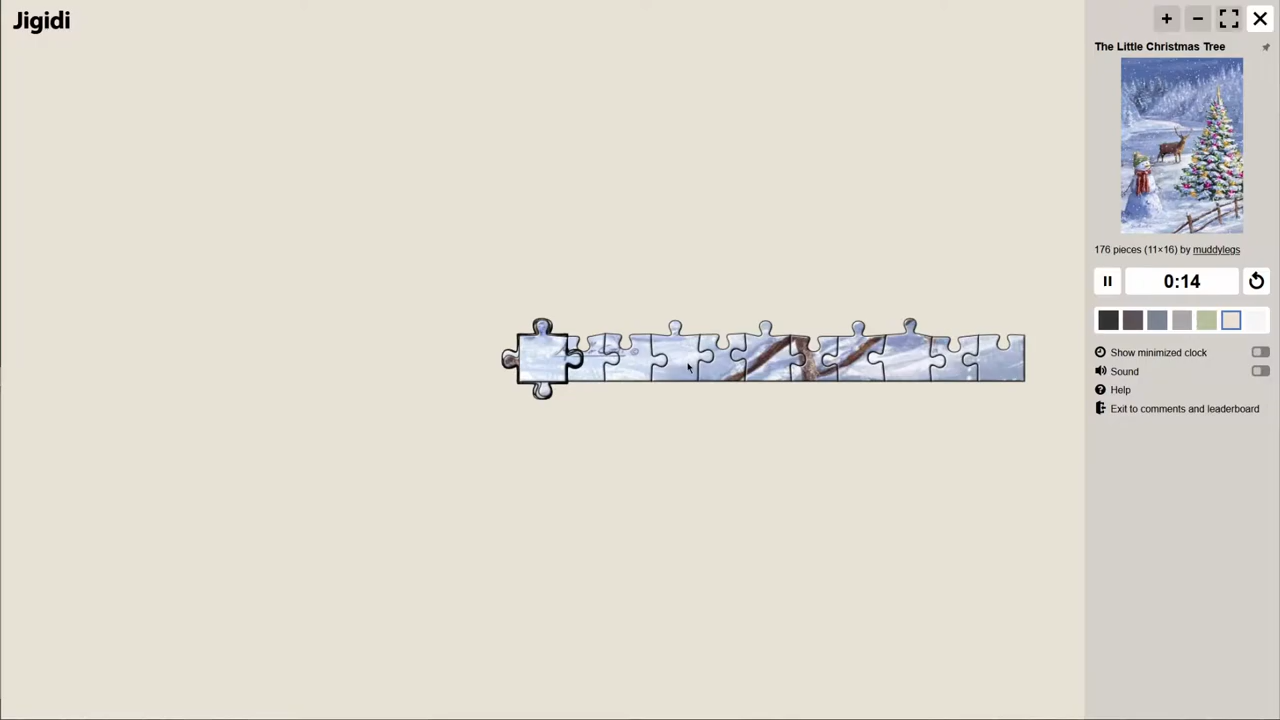 Jigidi
The Little Christmas Tree
176 pieces (11×16) by muddylegs
0:14
Show minimized clock
Sound
Help
Exit to comments and leaderboard